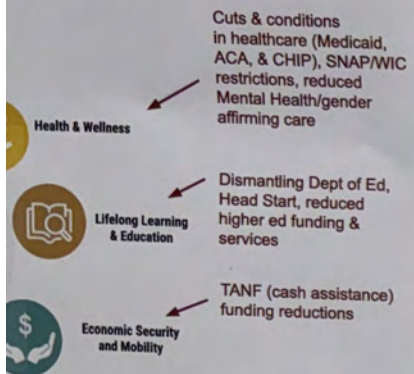 Cuts & conditions
in healthcare (Medicaid,
ACA, & CHIP), SNAP/WIC
restrictions, reduced
Mental Health/gender
affirming care
Health & Wellness
Dismantling Dept of Ed,
Head Start, reduced
higher ed funding &
services
Lifelong Learning
& Education
TANF (cash assistance)
funding reductions
$
Economic Security
and Mobility